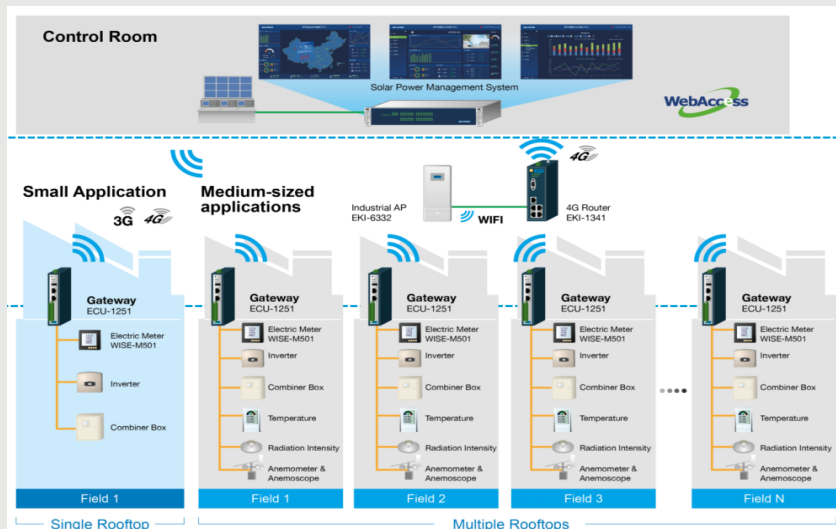 Control Room
Solar Power Management System
WebAccess
Small Application
3G 4G
Medium-sized
applications
Industrial AP
EKI-6332
WIFI
4G
4G Router
EKI-1341
Gateway
ECU-1251
Electric Meter
WISE-M501
Inverter
Combiner Box
Field 1
Single Rooftop
Gateway
ECU-1251
Electric Meter
WISE-M501
Inverter
Combiner Box
Temperature
Radiation Intensity
Anemometer &
Anemoscope
Field 1
Gateway
ECU-1251
Electric Meter
WISE-M501
Inverter
Combiner Box
Temperature
Radiation Intensity
Anemometer &
Anemoscope
Field 2
Gateway
ECU-1251
Electric Meter
WISE-M501
Inverter
Combiner Box
Temperature
Radiation Intensity
Anemometer &
Anemoscope
Field 3
Gateway
ECU-1251
Electric Meter
WISE-M501
Inverter
Combiner Box
Temperature
Radiation Intensity
Anemometer &
Anemoscope
Field N
Multiple Rooftops